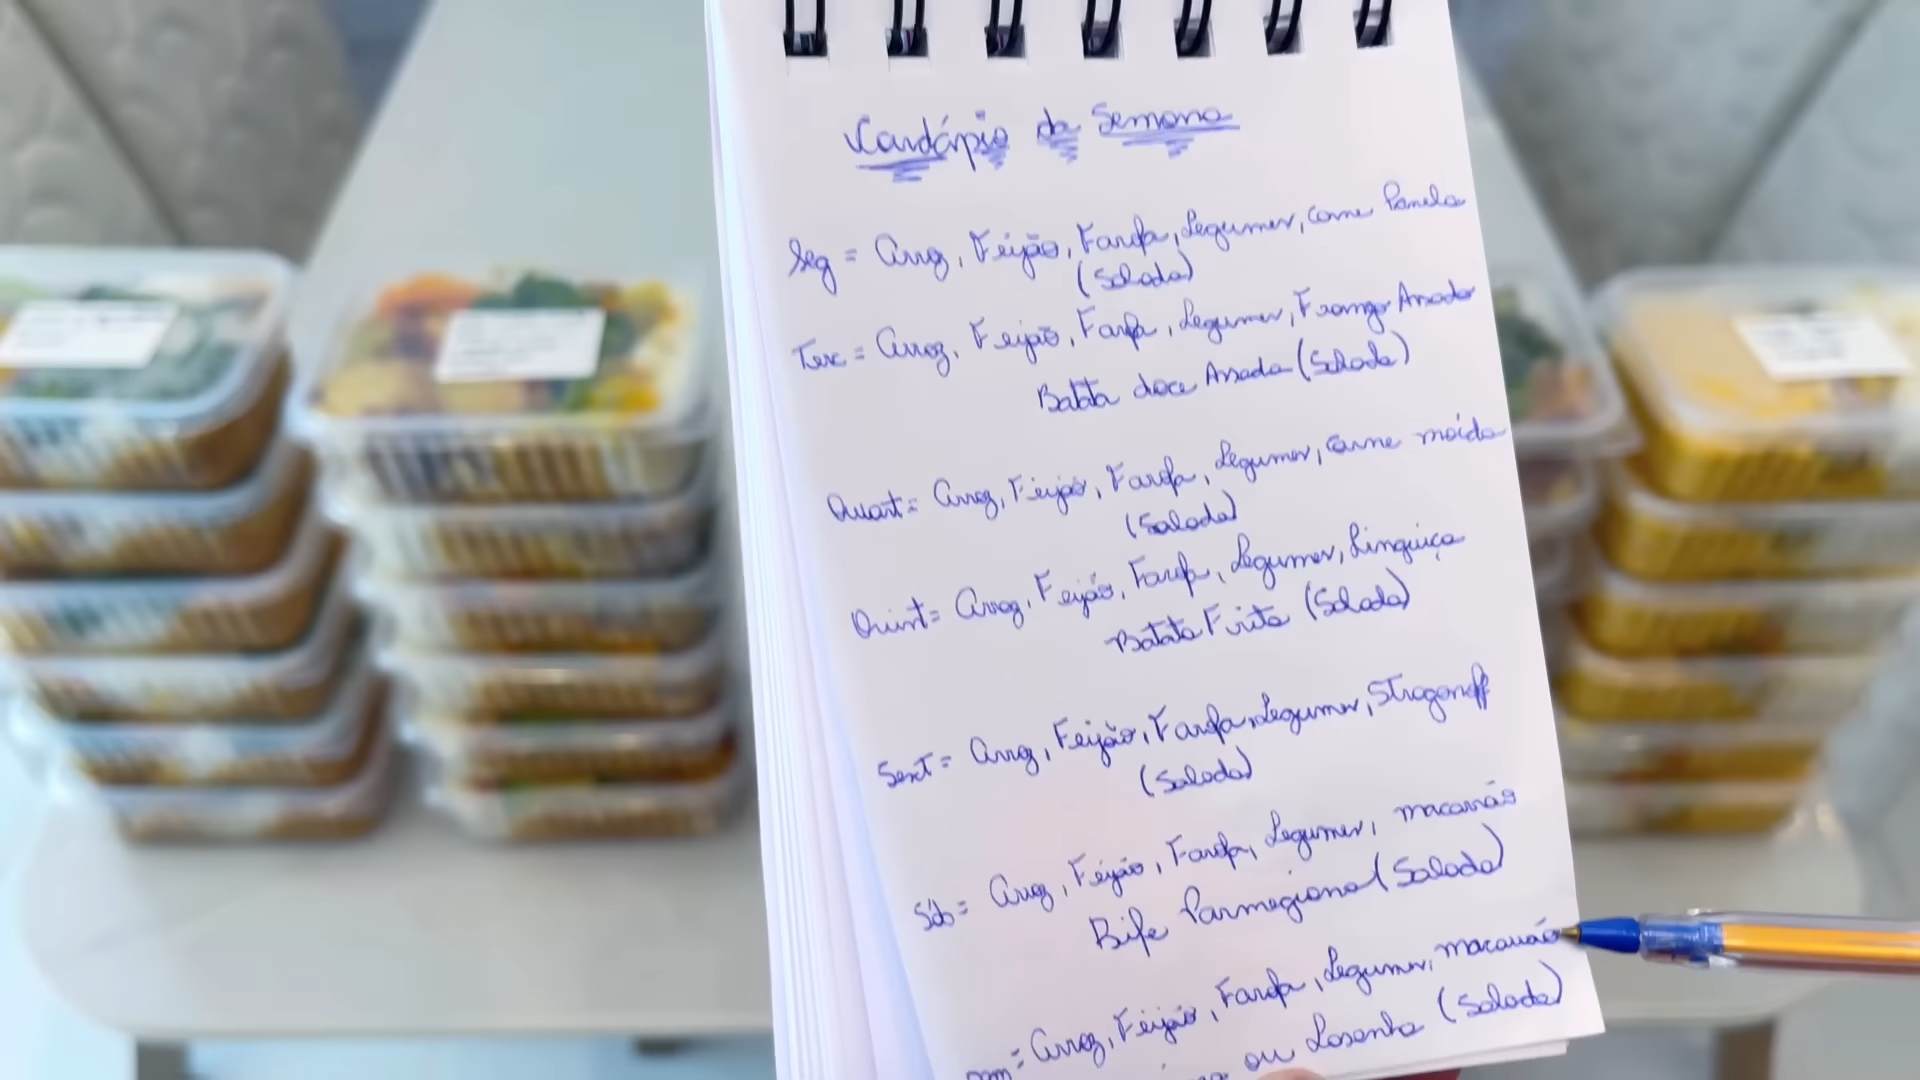 Cardápio da Semana
Seg = Arroz, Feijão, Farofa, Legumes, carne Panela
(Salada)
Terc = Arroz, Feijão, Farofa, Legumes, Frango Assado
Batata doce Assada (Salada)
Quart = Arroz, Feijão, Farofa, Legumes, carne moída
(Salada)
Quint = Arroz, Feijão, Farofa, Legumes, Linguiça
Batata Frita (Salada)
Sext = Arroz, Feijão, Farofa, Legumes, Strogonoff
(Salada)
Sáb = Arroz, Feijão, Farofa, Legumes, macarrão
Bife Parmegiana (Salada)
= Arroz, Feijão, Farofa, Legumes, macarrão
ou Lasanha (Salada)